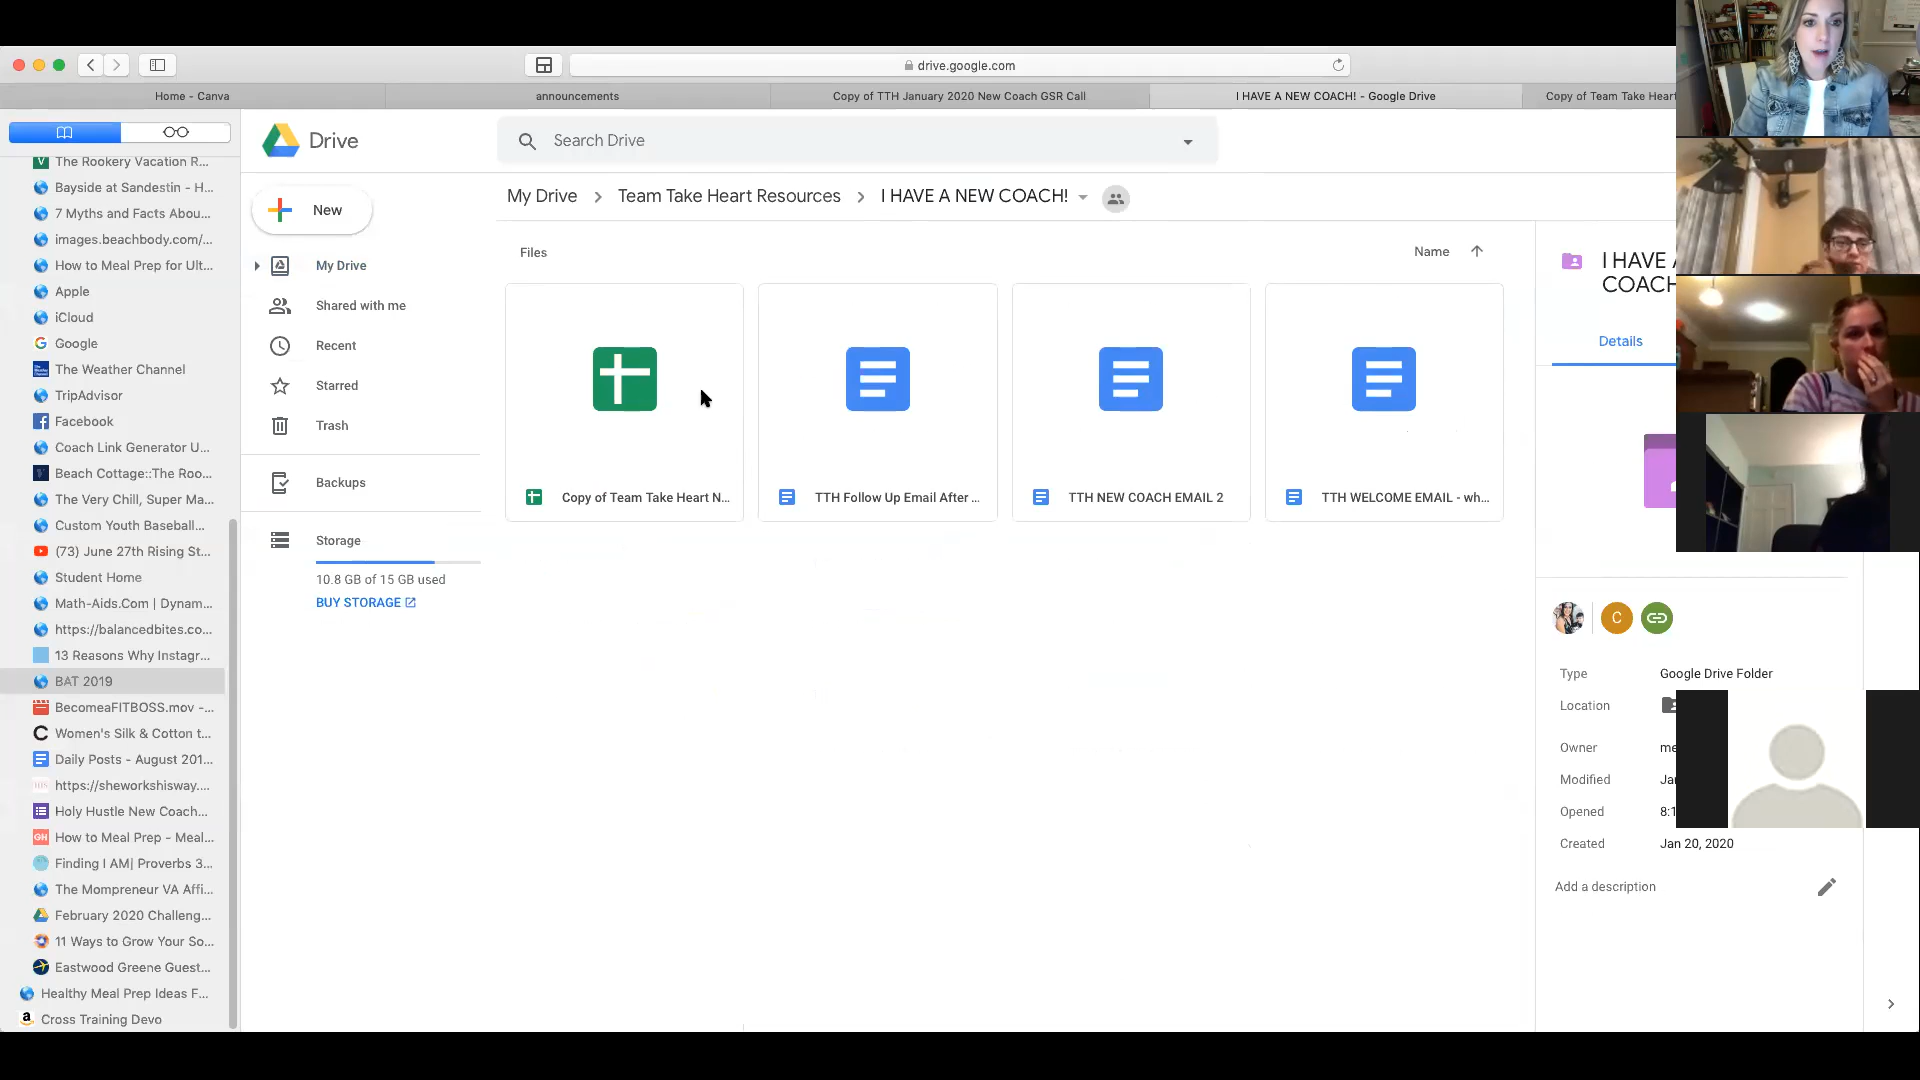 drive.google.com
Home - Canva
announcements
Copy of TTH January 2020 New Coach GSR Call
I HAVE A NEW COACH! - Google Drive
Copy of Team Take Heart
The Rookery Vacation R...
Bayside at Sandestin - H...
7 Myths and Facts Abou...
images.beachbody.com/...
How to Meal Prep for Ult...
Apple
iCloud
Google
The Weather Channel
TripAdvisor
Facebook
Coach Link Generator U...
Beach Cottage::The Roo...
The Very Chill, Super Ma...
Custom Youth Baseball...
(73) June 27th Rising St...
Student Home
Math-Aids.Com | Dynam...
https://balancedbites.co...
13 Reasons Why Instagr...
BAT 2019
BecomeaFITBOSS.mov -...
Women's Silk & Cotton t...
Daily Posts - August 201...
https://sheworkshisway....
Holy Hustle New Coach...
How to Meal Prep - Meal...
Finding I AM| Proverbs 3...
The Mompreneur VA Affi...
February 2020 Challeng...
11 Ways to Grow Your So...
Eastwood Greene Guest...
Healthy Meal Prep Ideas F...
Cross Training Devo
Drive
Search Drive
New
My Drive
Shared with me
Recent
Starred
Trash
Backups
Storage
10.8 GB of 15 GB used
BUY STORAGE
My Drive > Team Take Heart Resources > I HAVE A NEW COACH!
Files
Name
Copy of Team Take Heart N...
TTH Follow Up Email After ...
TTH NEW COACH EMAIL 2
TTH WELCOME EMAIL - wh...
I HAVE A
COACH
Details
C
Type Google Drive Folder
Location
Owner me
Modified Jan
Opened 8:1
Created Jan 20, 2020
Add a description